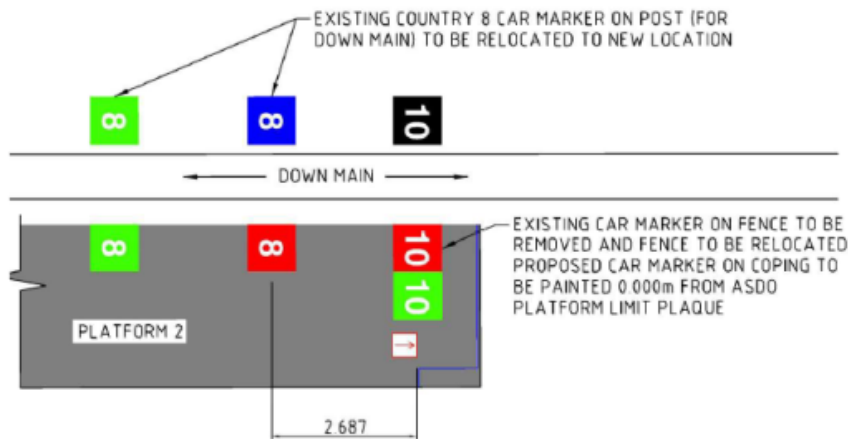 EXISTING COUNTRY 8 CAR MARKER ON POST (FOR
DOWN MAIN) TO BE RELOCATED TO NEW LOCATION
8
8
10
DOWN MAIN
8
8
10
10
EXISTING CAR MARKER ON FENCE TO BE
REMOVED AND FENCE TO BE RELOCATED
PROPOSED CAR MARKER ON COPING TO
BE PAINTED 0.000m FROM ASDO
PLATFORM LIMIT PLAQUE
PLATFORM 2
2.687